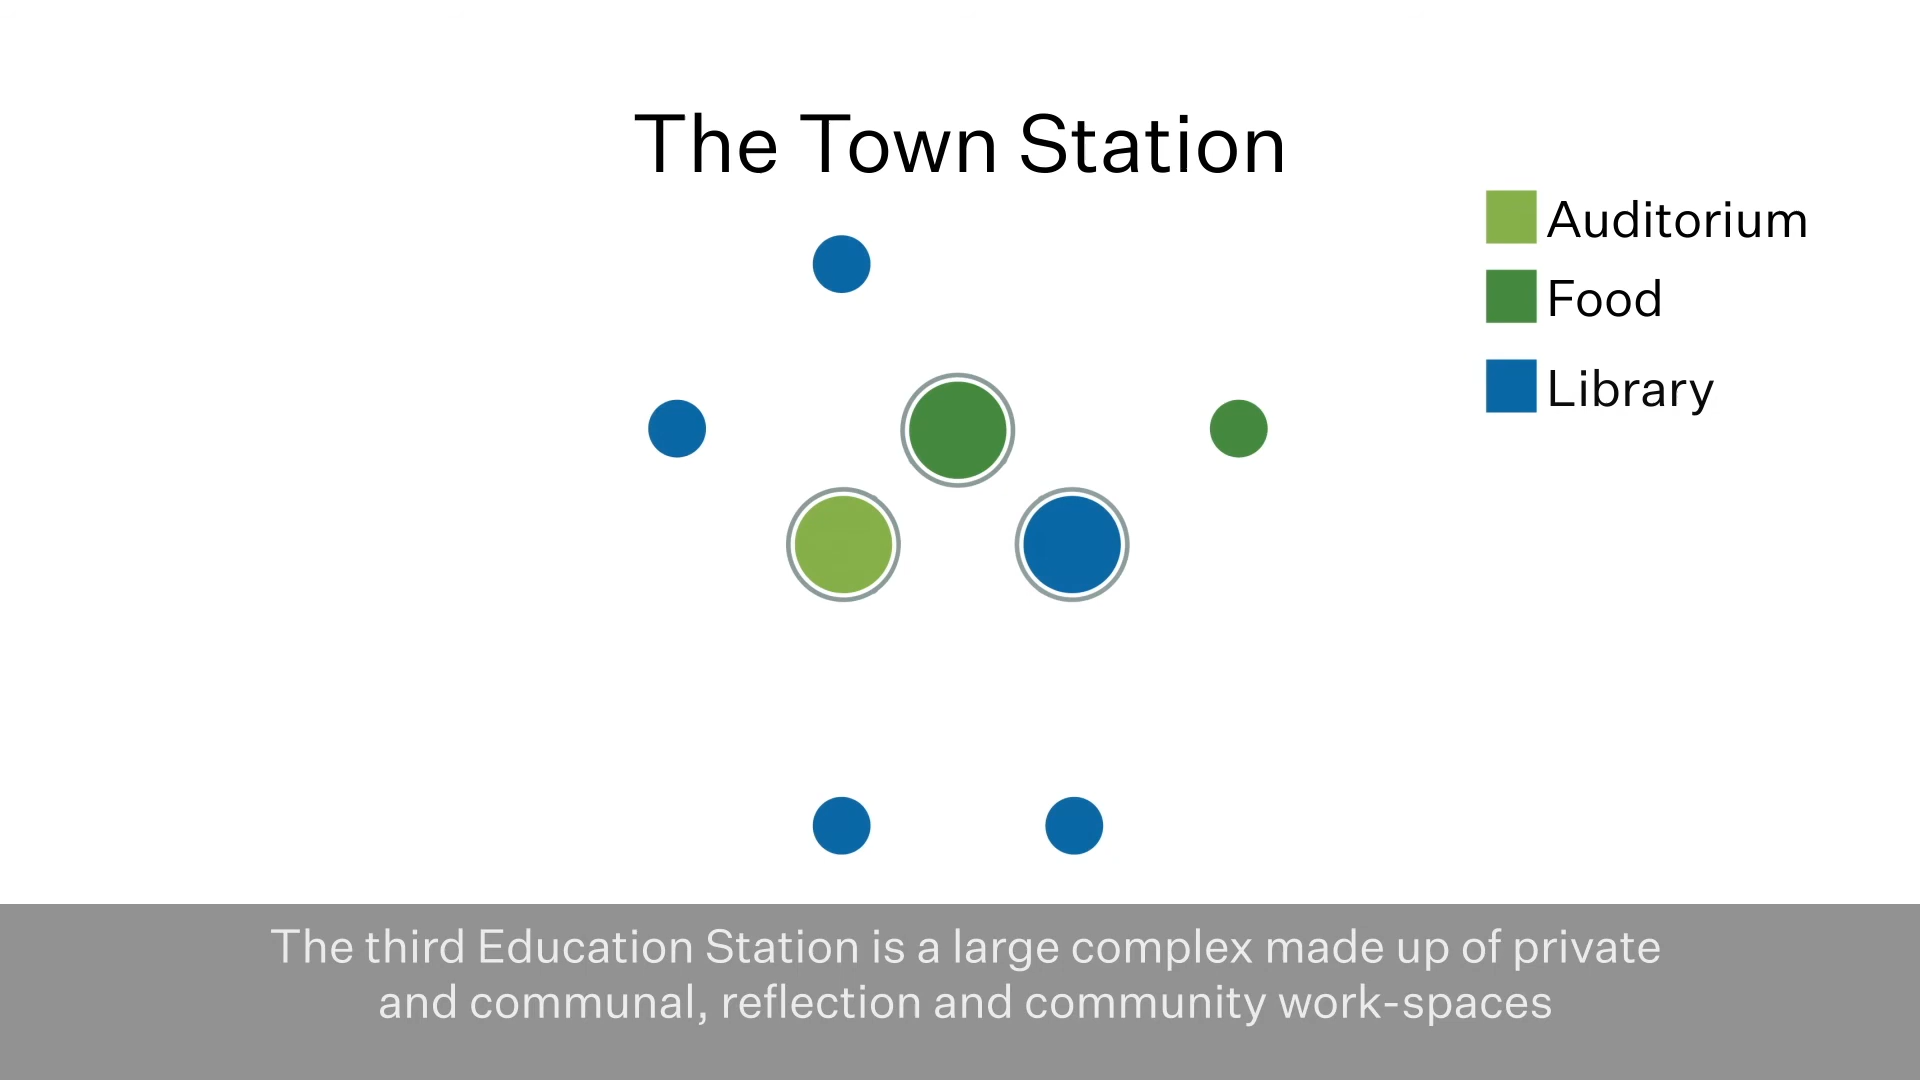 The Town Station
Auditorium
Food
Library
The third Education Station is a large complex made up of private
and communal, reflection and community work-spaces